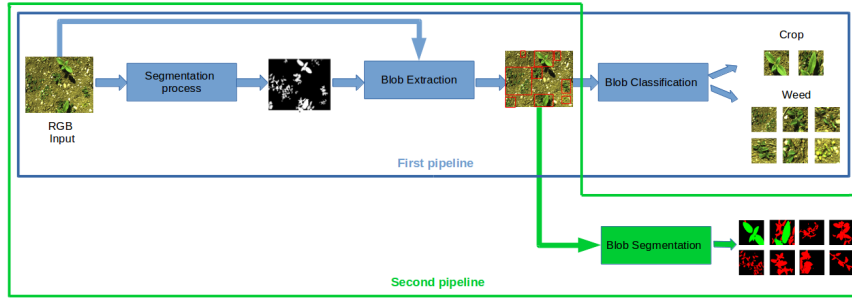 Crop
Segmentation
process
Blob Extraction
Blob Classification
Weed
RGB
Input
First pipeline
Blob Segmentation
Second pipeline